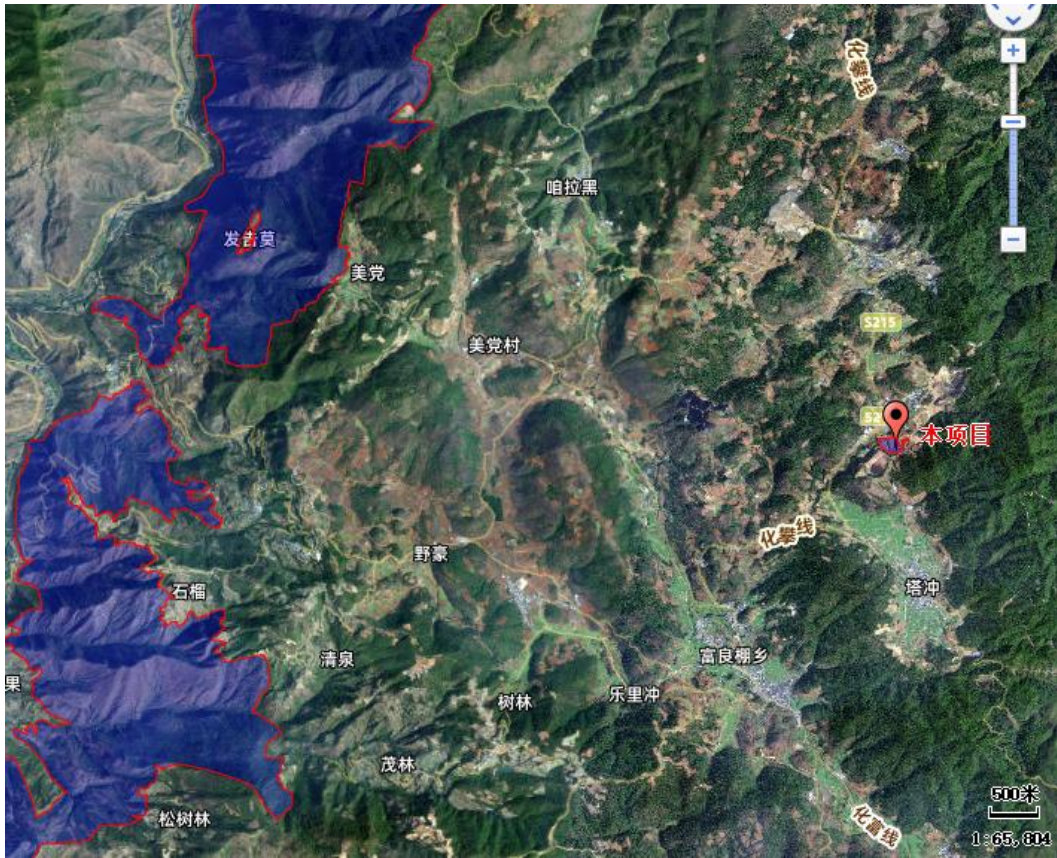 化攀线
咱拉黑
发吉莫
美党
S215
美党村
S2
本项目
化攀线
野豪
石榴
塔冲
清泉
富良棚乡
果
树林
乐里冲
茂林
500米
松树林
化富线
1:65,804